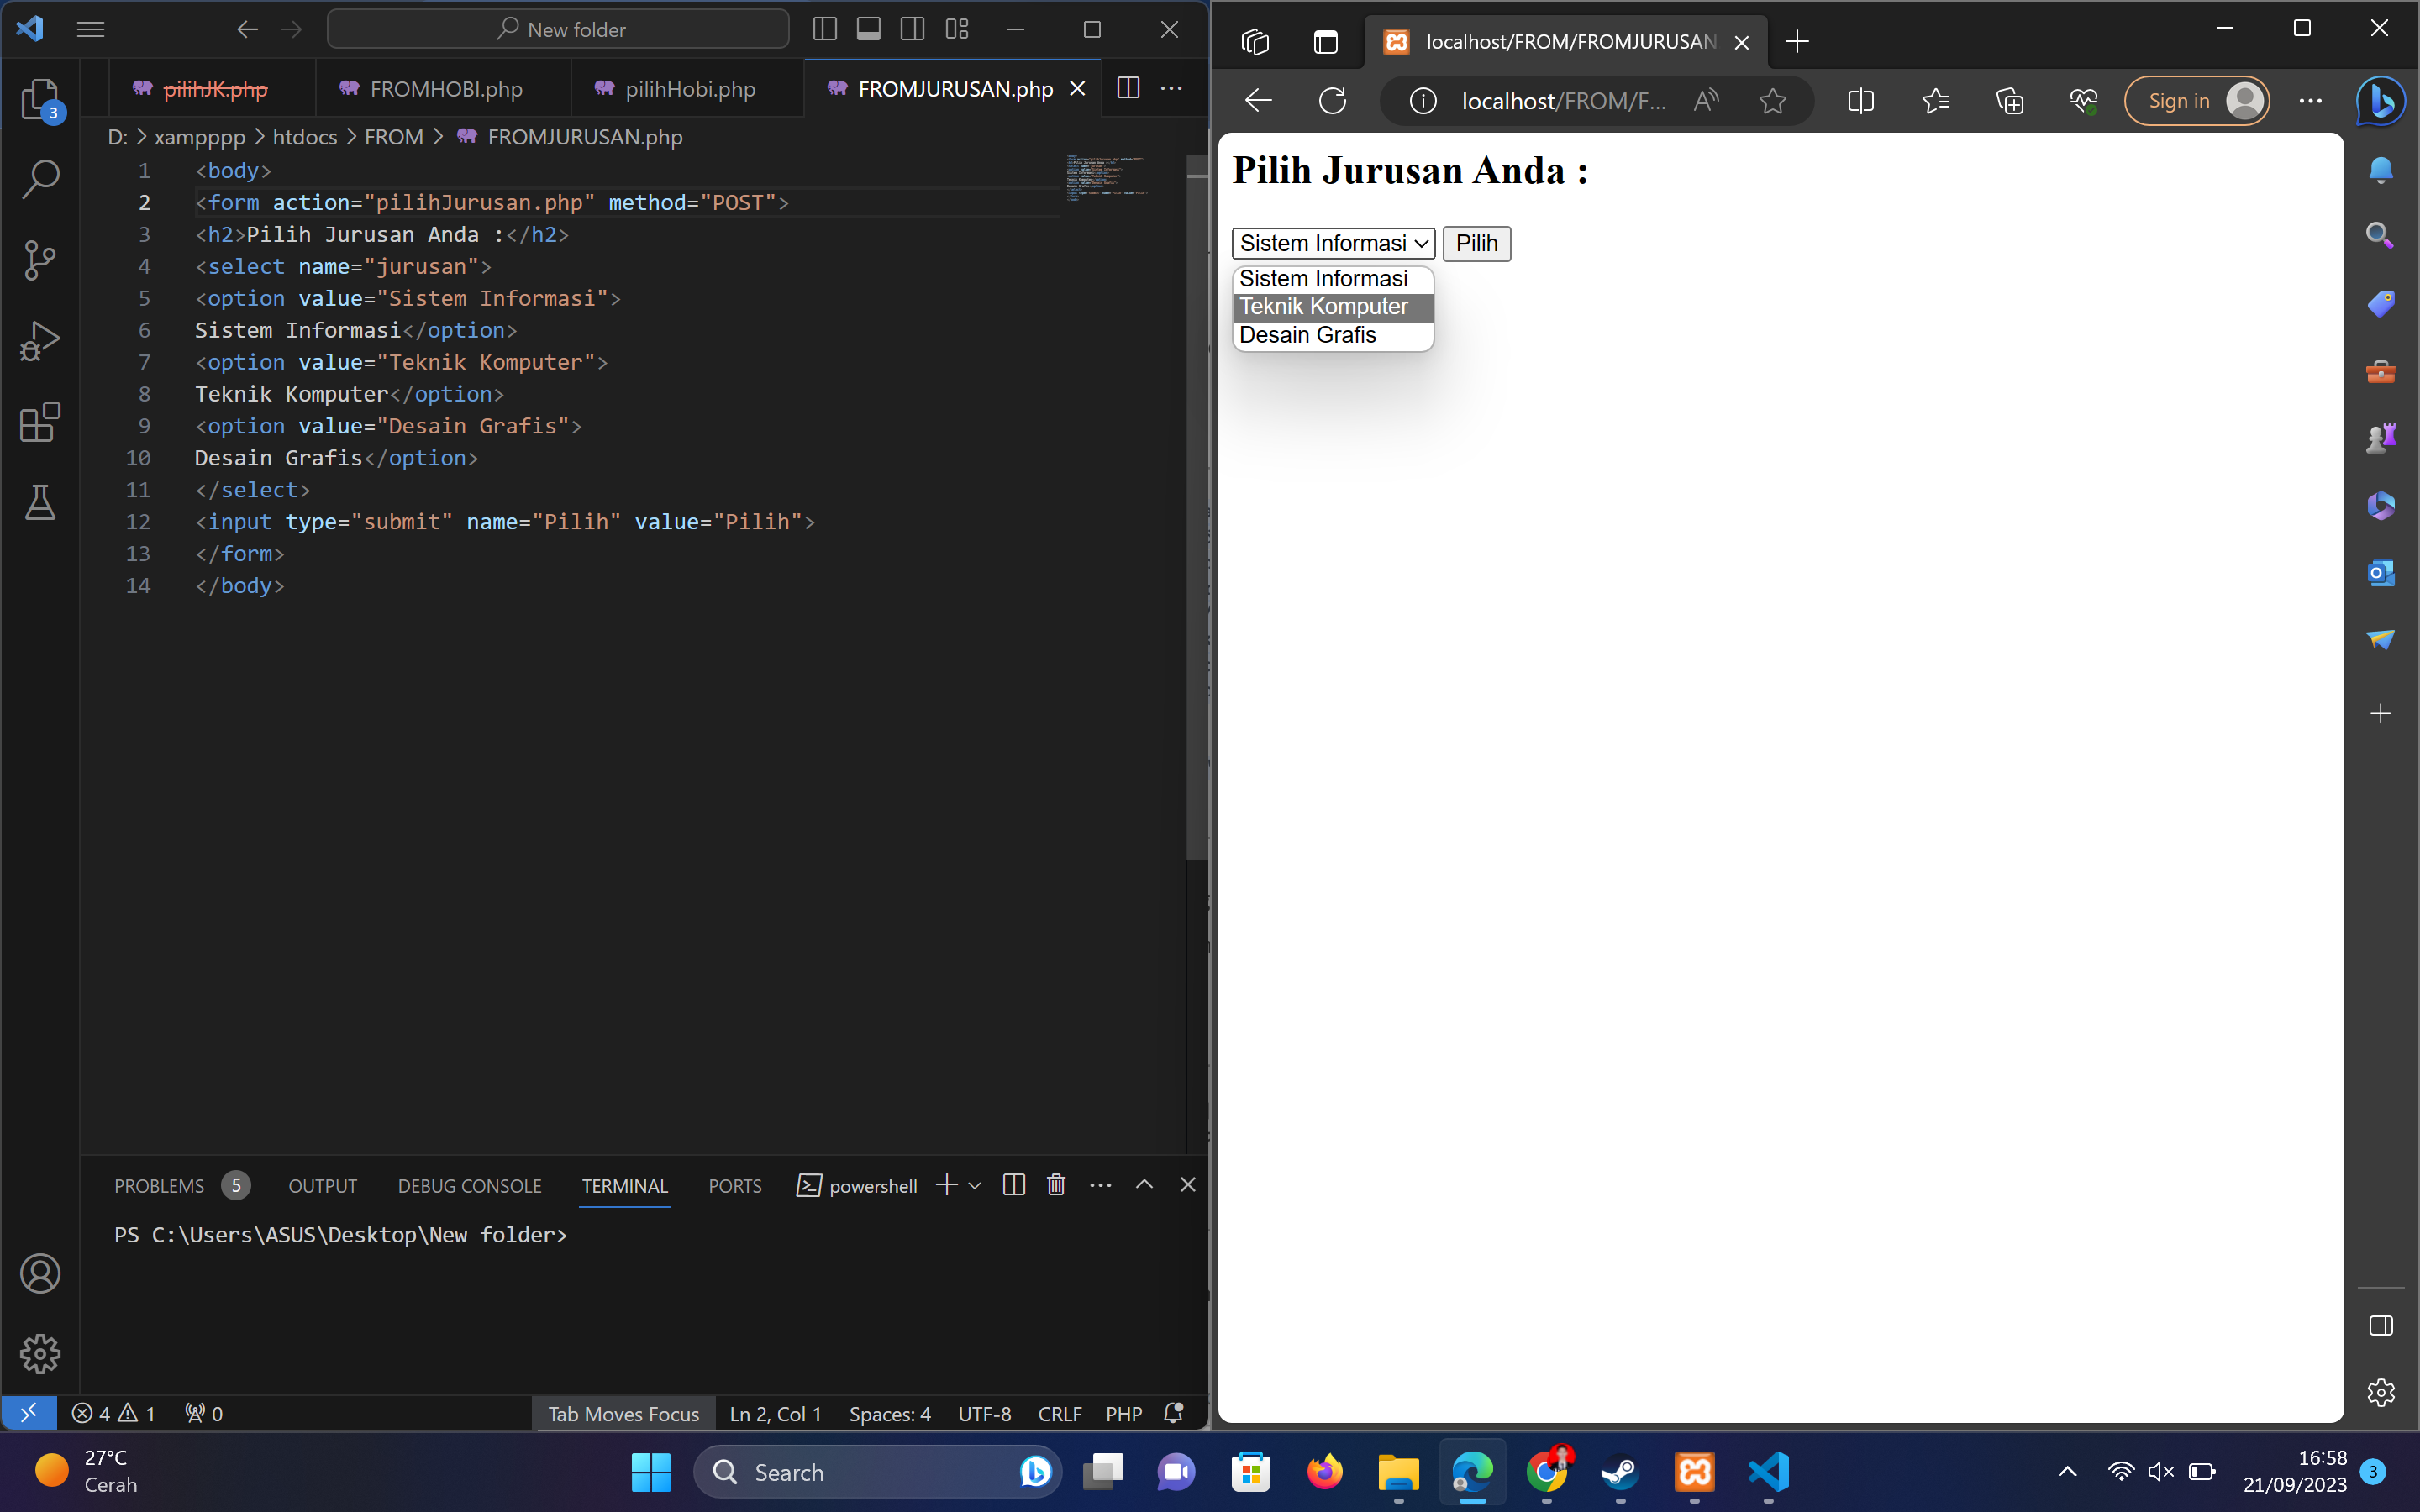 New folder
pilihJK.php
FROMHOBI.php
pilihHobi.php
FROMJURUSAN.php
D: > xampppp > htdocs > FROM > FROMJURUSAN.php
1 <body>
2 <form action="pilihJurusan.php" method="POST">
3 <h2>Pilih Jurusan Anda :</h2>
4 <select name="jurusan">
5 <option value="Sistem Informasi">
6 Sistem Informasi</option>
7 <option value="Teknik Komputer">
8 Teknik Komputer</option>
9 <option value="Desain Grafis">
10 Desain Grafis</option>
11 </select>
12 <input type="submit" name="Pilih" value="Pilih">
13 </form>
14 </body>
3
PROBLEMS 5 OUTPUT DEBUG CONSOLE TERMINAL PORTS powershell
PS C:\Users\ASUS\Desktop\New folder>
4 1 0 Tab Moves Focus Ln 2, Col 1 Spaces: 4 UTF-8 CRLF PHP
localhost/FROM/FROMJURUSAN
localhost/FROM/F... Sign in
Pilih Jurusan Anda :
Sistem Informasi Pilih
Sistem Informasi
Teknik Komputer
Desain Grafis
27°C
Cerah
Search
16:58
21/09/2023
3